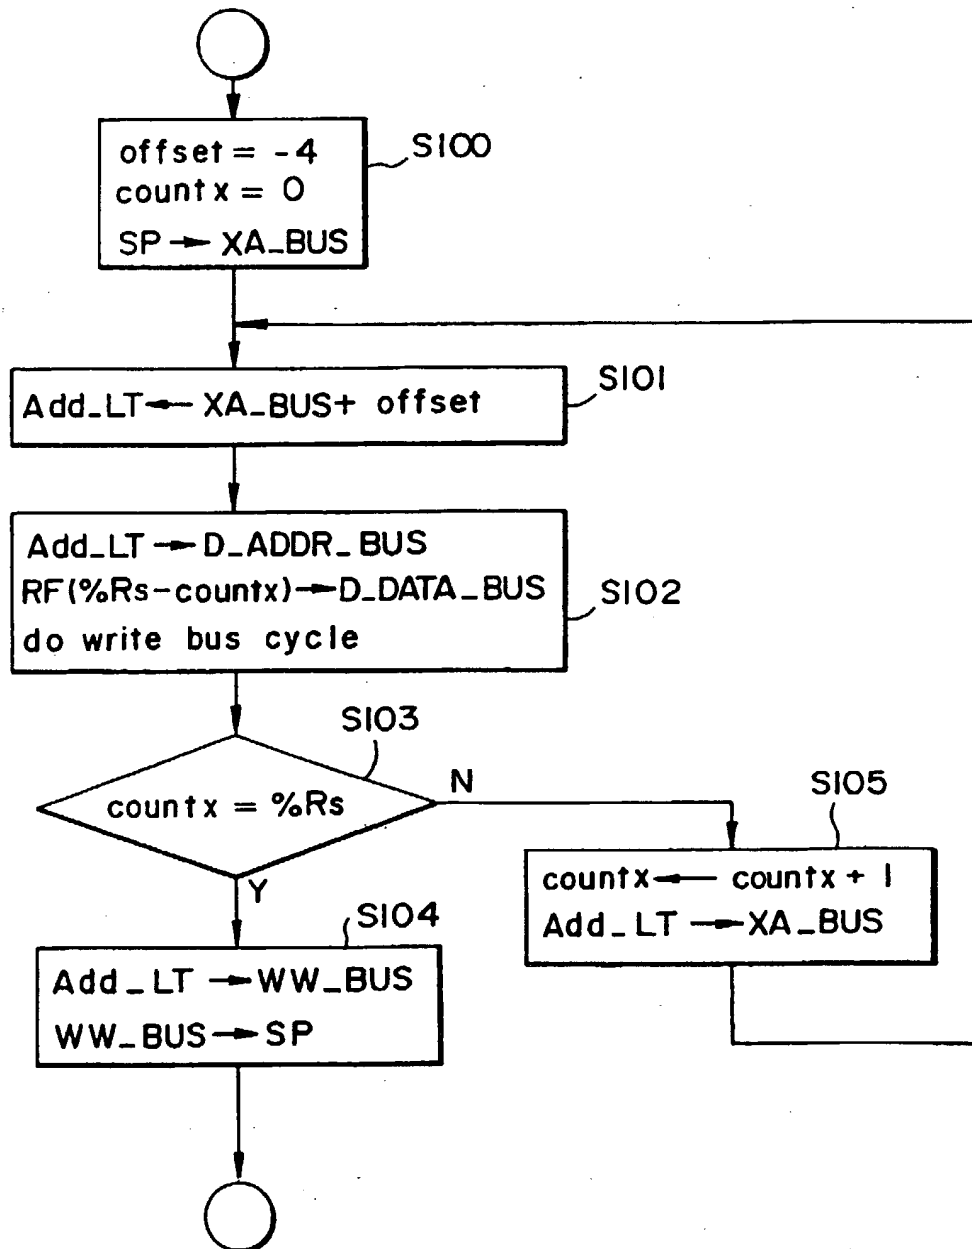 offset = -4
countx = 0
SP → XA_BUS
S100
Add_LT ← XA_BUS + offset
S101
Add_LT → D_ADDR_BUS
RF(%Rs-countx) → D_DATA_BUS
do write bus cycle
S102
S103
countx = %Rs
N
Y
S105
countx ← countx + 1
Add_LT → XA_BUS
S104
Add_LT → WW_BUS
WW_BUS → SP